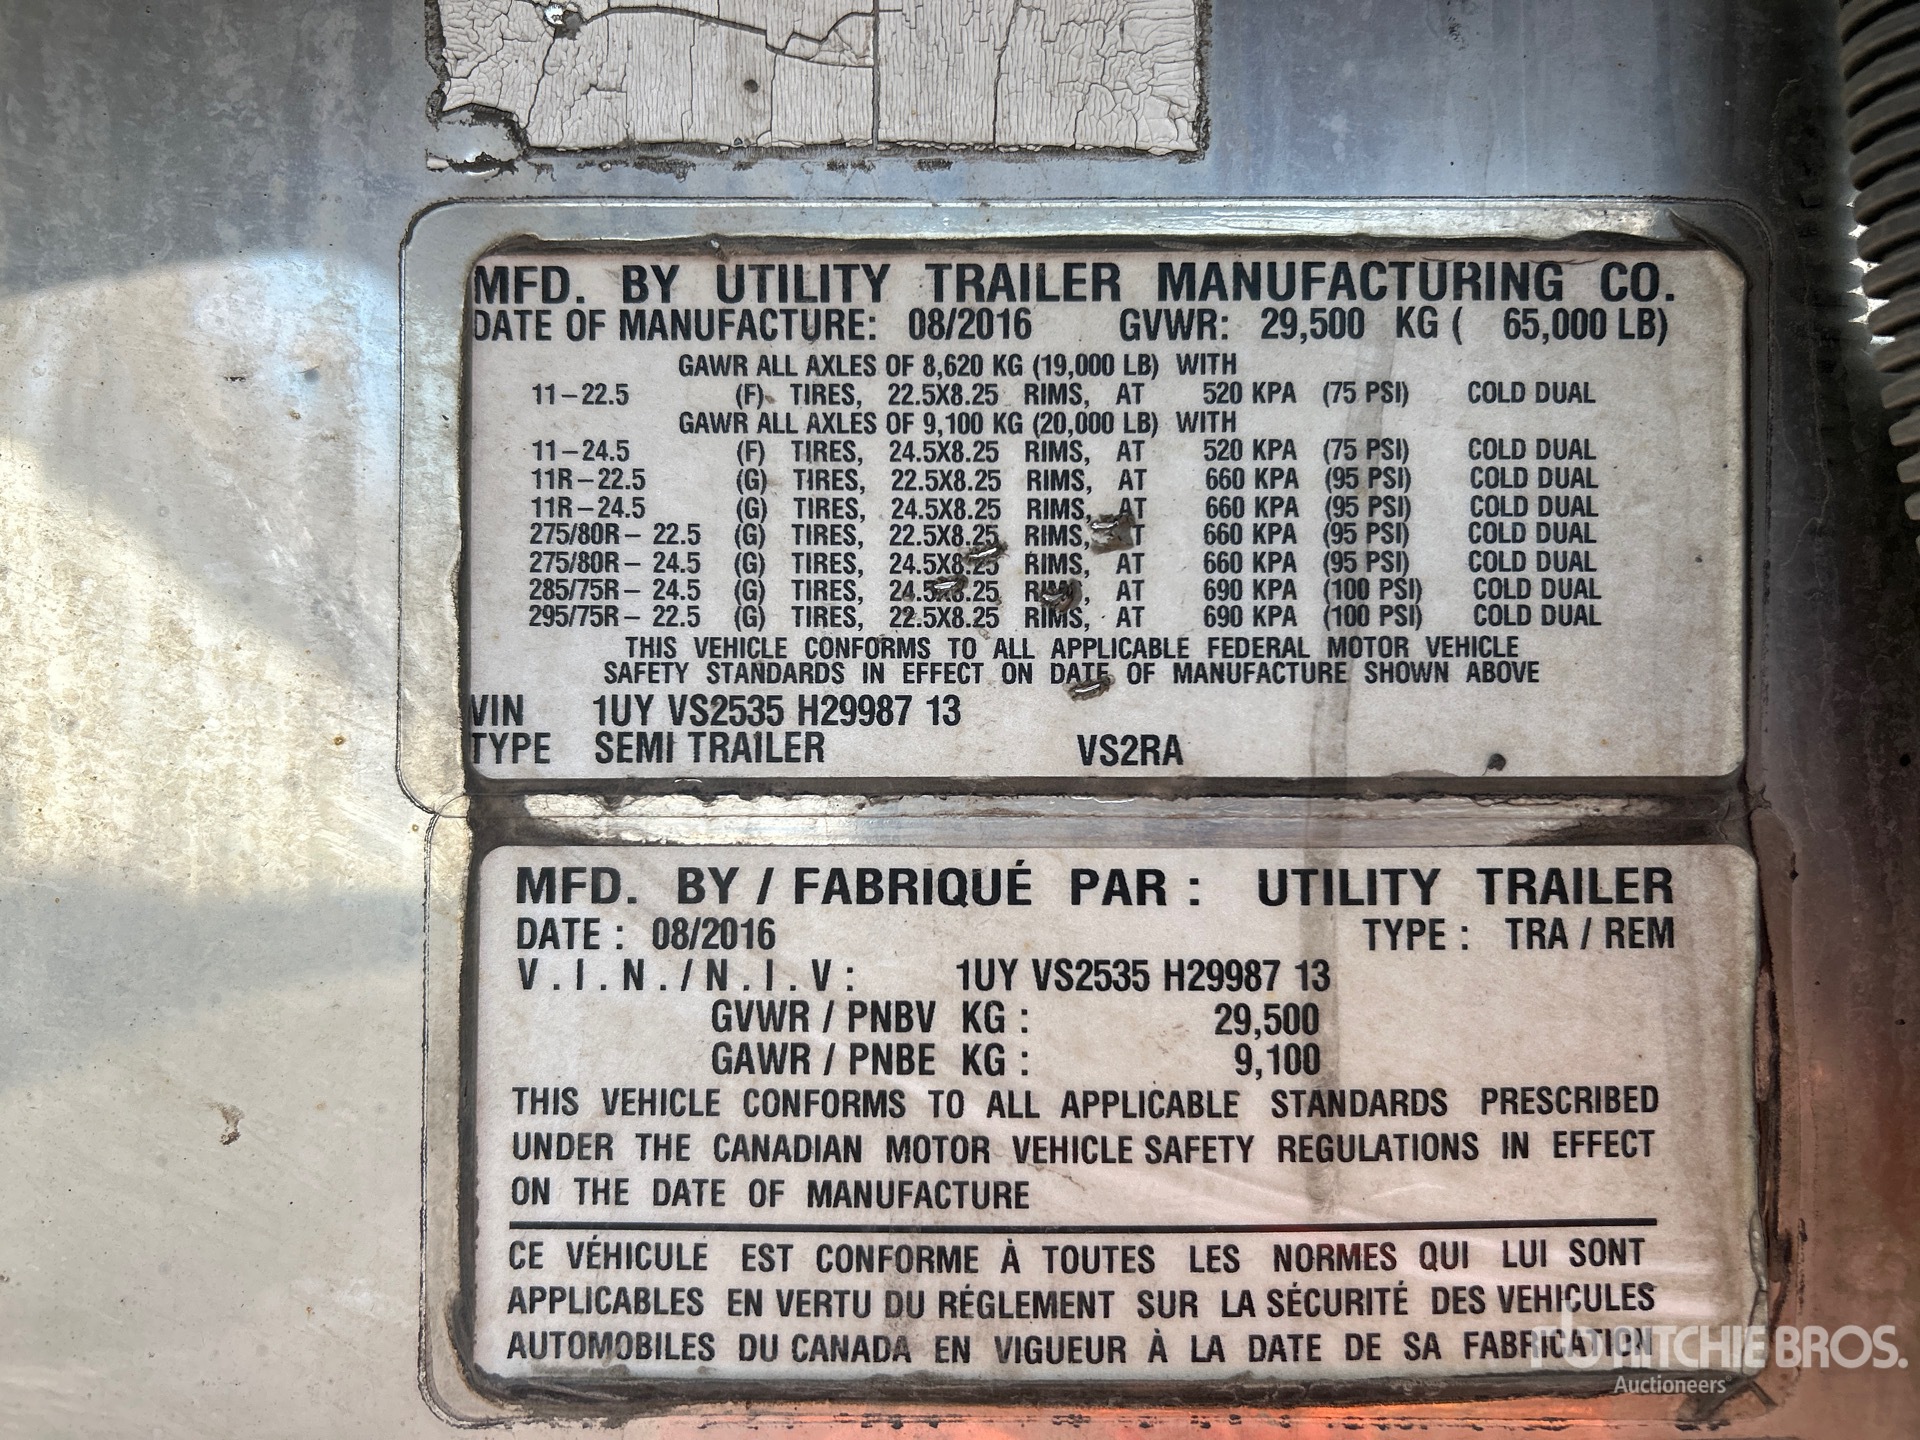 MFD. BY UTILITY TRAILER MANUFACTURING CO.
DATE OF MANUFACTURE: 08/2016 GVWR: 29,500 KG ( 65,000 LB)
GAWR ALL AXLES OF 8,620 KG (19,000 LB) WITH
11-22.5 (F) TIRES, 22.5X8.25 RIMS, AT 520 KPA (75 PSI) COLD DUAL
GAWR ALL AXLES OF 9,100 KG (20,000 LB) WITH
11-24.5 (F) TIRES, 24.5X8.25 RIMS, AT 520 KPA (75 PSI) COLD DUAL
11R-22.5 (G) TIRES, 22.5X8.25 RIMS, AT 660 KPA (95 PSI) COLD DUAL
11R-24.5 (G) TIRES, 24.5X8.25 RIMS, AT 660 KPA (95 PSI) COLD DUAL
275/80R- 22.5 (G) TIRES, 22.5X8.25 RIMS, AT 660 KPA (95 PSI) COLD DUAL
275/80R- 24.5 (G) TIRES, 24.5X8.25 RIMS, AT 660 KPA (95 PSI) COLD DUAL
285/75R- 24.5 (G) TIRES, 24.5X8.25 RIMS, AT 690 KPA (100 PSI) COLD DUAL
295/75R- 22.5 (G) TIRES, 22.5X8.25 RIMS, AT 690 KPA (100 PSI) COLD DUAL
THIS VEHICLE CONFORMS TO ALL APPLICABLE FEDERAL MOTOR VEHICLE
SAFETY STANDARDS IN EFFECT ON DATE OF MANUFACTURE SHOWN ABOVE
VIN 1UY VS2535 H29987 13
TYPE SEMI TRAILER VS2RA
MFD. BY / FABRIQUÉ PAR : UTILITY TRAILER
DATE : 08/2016 TYPE : TRA / REM
V.I.N./N.I.V: 1UY VS2535 H29987 13
GVWR / PNBV KG : 29,500
GAWR / PNBE KG : 9,100
THIS VEHICLE CONFORMS TO ALL APPLICABLE STANDARDS PRESCRIBED
UNDER THE CANADIAN MOTOR VEHICLE SAFETY REGULATIONS IN EFFECT
ON THE DATE OF MANUFACTURE
CE VÉHICULE EST CONFORME À TOUTES LES NORMES QUI LUI SONT
APPLICABLES EN VERTU DU RÉGLEMENT SUR LA SÉCURITÉ DES VEHICULES
AUTOMOBILES DU CANADA EN VIGUEUR À LA DATE DE SA FABRICATION
rb RITCHIE BROS.
Auctioneers